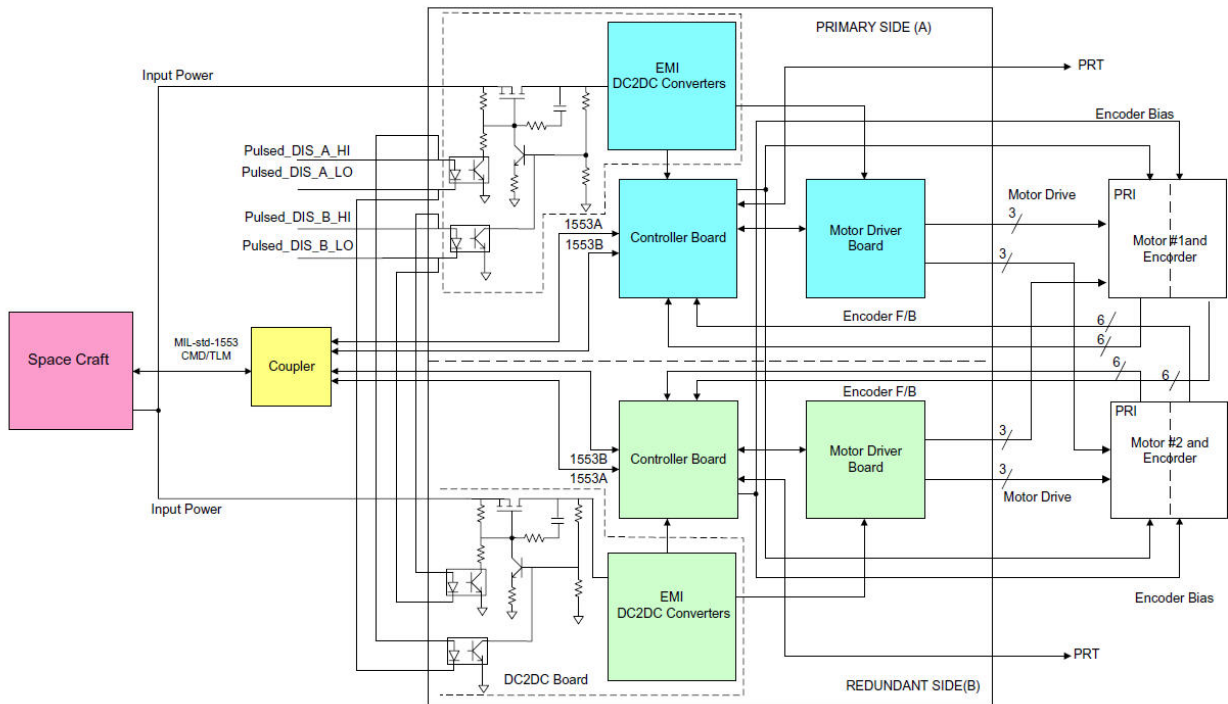 PRIMARY SIDE (A)
EMI
DC2DC Converters
PRT
Input Power
Encoder Bias
Pulsed_DIS_A_HI
Pulsed_DIS_A_LO
Pulsed_DIS_B_HI
Pulsed_DIS_B_LO
1553A
1553B
Controller Board
Motor Driver
Board
Motor Drive
3
3
PRI
Motor #1and
Encorder
Encoder F/B
6
6
Space Craft
MIL-std-1553
CMD/TLM
Coupler
6
6
Encoder F/B
PRI
Motor #2 and
Encorder
3
3
Motor Drive
Controller Board
Motor Driver
Board
1553B
1553A
Input Power
EMI
DC2DC Converters
Encoder Bias
PRT
DC2DC Board
REDUNDANT SIDE(B)